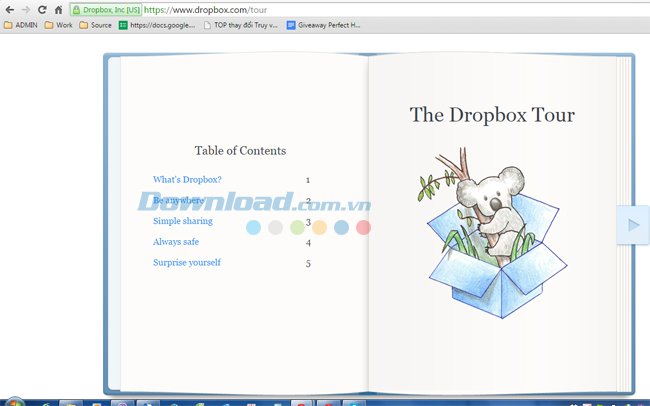 Dropbox, Inc [US] https://www.dropbox.com/tour
ADMIN Work Source https://docs.google... TOP thay đổi Truy v... Giveaway Perfect H...
The Dropbox Tour
Table of Contents
What's Dropbox? 1
Be anywhere 2
Download.com.vn
Simple sharing 3
Always safe 4
Surprise yourself 5